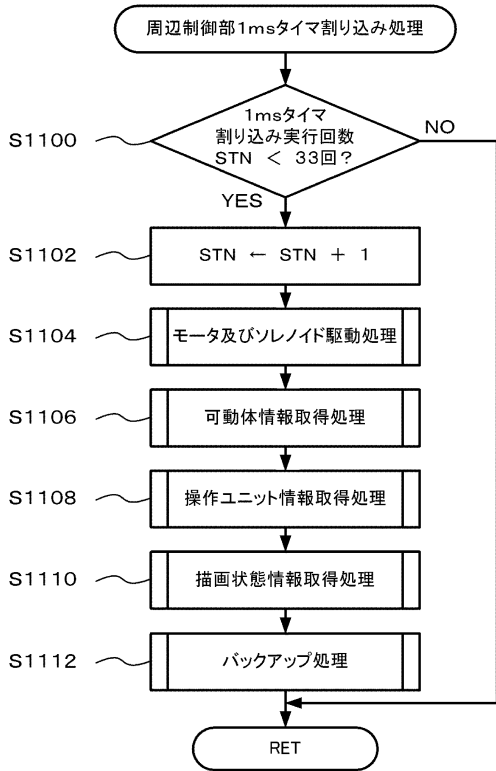 周辺制御部1msタイマ割り込み処理
1msタイマ
割り込み実行回数
STN < 33回?
S1100
NO
YES
S1102
STN ← STN + 1
S1104
モータ及びソレノイド駆動処理
S1106
可動体情報取得処理
S1108
操作ユニット情報取得処理
S1110
描画状態情報取得処理
S1112
バックアップ処理
RET